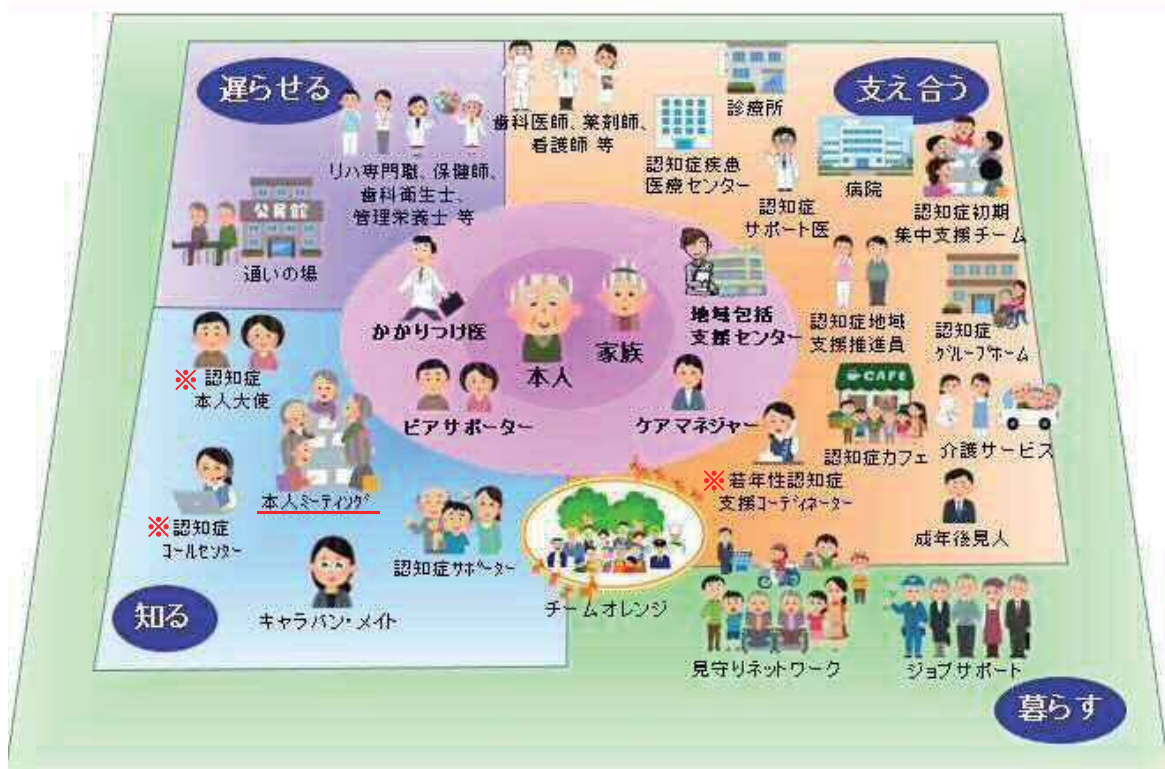 遅らせる
リハ専門職、保健師、
歯科衛生士、
管理栄養士 等
公民館
通いの場
支え合う
歯科医師、薬剤師、
看護師 等
診療所
認知症疾患
医療センター
認知症
サポート医
病院
認知症初期
集中支援チーム
認知症地域
支援推進員
認知症
グループホーム
CAFE
認知症カフェ
介護サービス
※若年性認知症
支援コーディネーター
成年後見人
かかりつけ医
本人
家族
地域包括
支援センター
ピアサポーター
ケアマネジャー
※認知症
本人大使
本人ミーティング
※認知症
コールセンター
認知症サポーター
キャラバン・メイト
知る
チームオレンジ
見守りネットワーク
ジョブサポート
暮らす